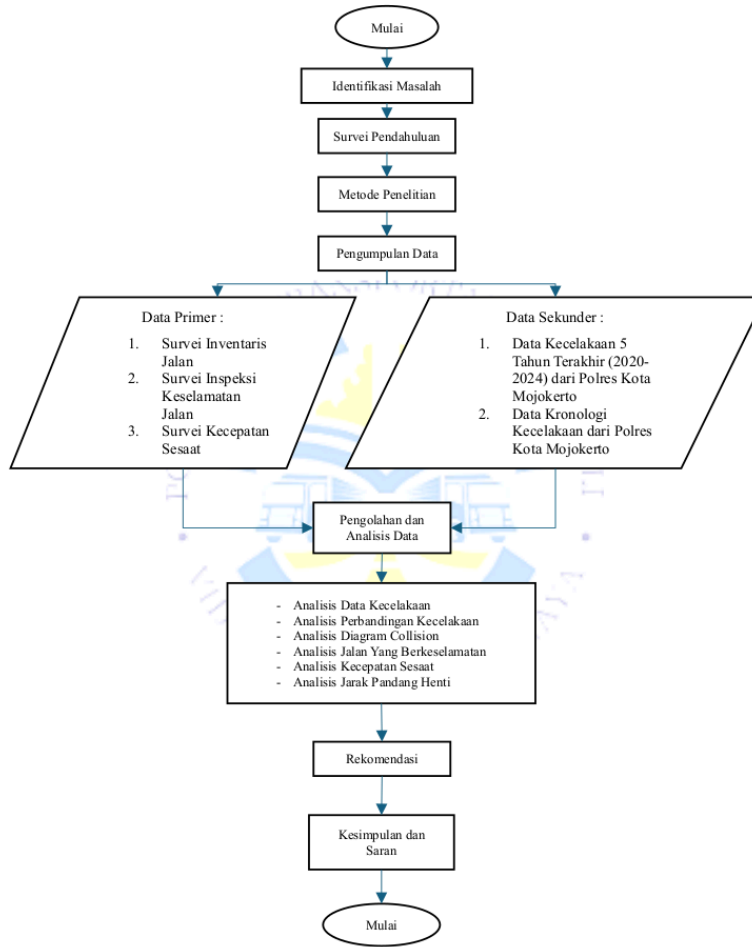 Mulai
Identifikasi Masalah
Survei Pendahuluan
Metode Penelitian
Pengumpulan Data
Data Primer :
1. Survei Inventaris
Jalan
2. Survei Inspeksi
Keselamatan
Jalan
3. Survei Kecepatan
Sesaat
Data Sekunder :
1. Data Kecelakaan 5
Tahun Terakhir (2020-
2024) dari Polres Kota
Mojokerto
2. Data Kronologi
Kecelakaan dari Polres
Kota Mojokerto
Pengolahan dan
Analisis Data
- Analisis Data Kecelakaan
- Analisis Perbandingan Kecelakaan
- Analisis Diagram Collision
- Analisis Jalan Yang Berkeselamatan
- Analisis Kecepatan Sesaat
- Analisis Jarak Pandang Henti
Rekomendasi
Kesimpulan dan
Saran
Mulai